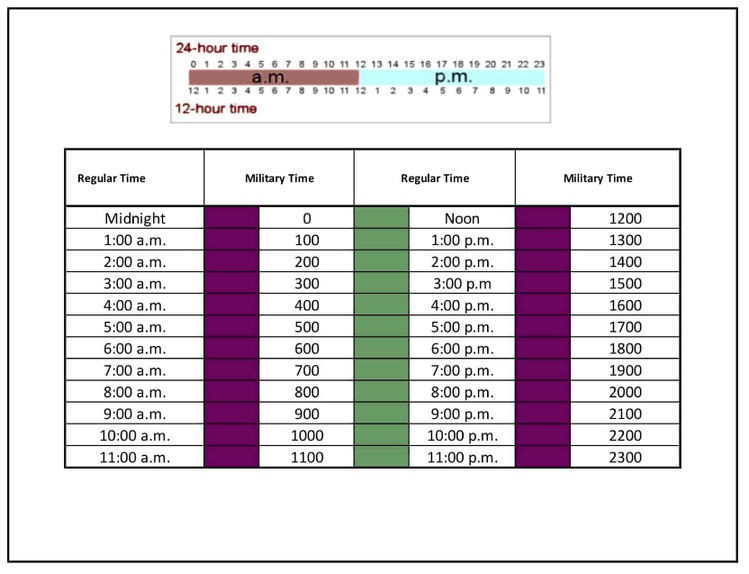 24-hour time
0 1 2 3 4 5 6 7 8 9 10 11 12 13 14 15 16 17 18 19 20 21 22 23
a.m. p.m.
12 1 2 3 4 5 6 7 8 9 10 11 12 1 2 3 4 5 6 7 8 9 10 11
12-hour time
Regular Time Military Time Regular Time Military Time
Midnight 0 Noon 1200
1:00 a.m. 100 1:00 p.m. 1300
2:00 a.m. 200 2:00 p.m. 1400
3:00 a.m. 300 3:00 p.m 1500
4:00 a.m. 400 4:00 p.m. 1600
5:00 a.m. 500 5:00 p.m. 1700
6:00 a.m. 600 6:00 p.m. 1800
7:00 a.m. 700 7:00 p.m. 1900
8:00 a.m. 800 8:00 p.m. 2000
9:00 a.m. 900 9:00 p.m. 2100
10:00 a.m. 1000 10:00 p.m. 2200
11:00 a.m. 1100 11:00 p.m. 2300